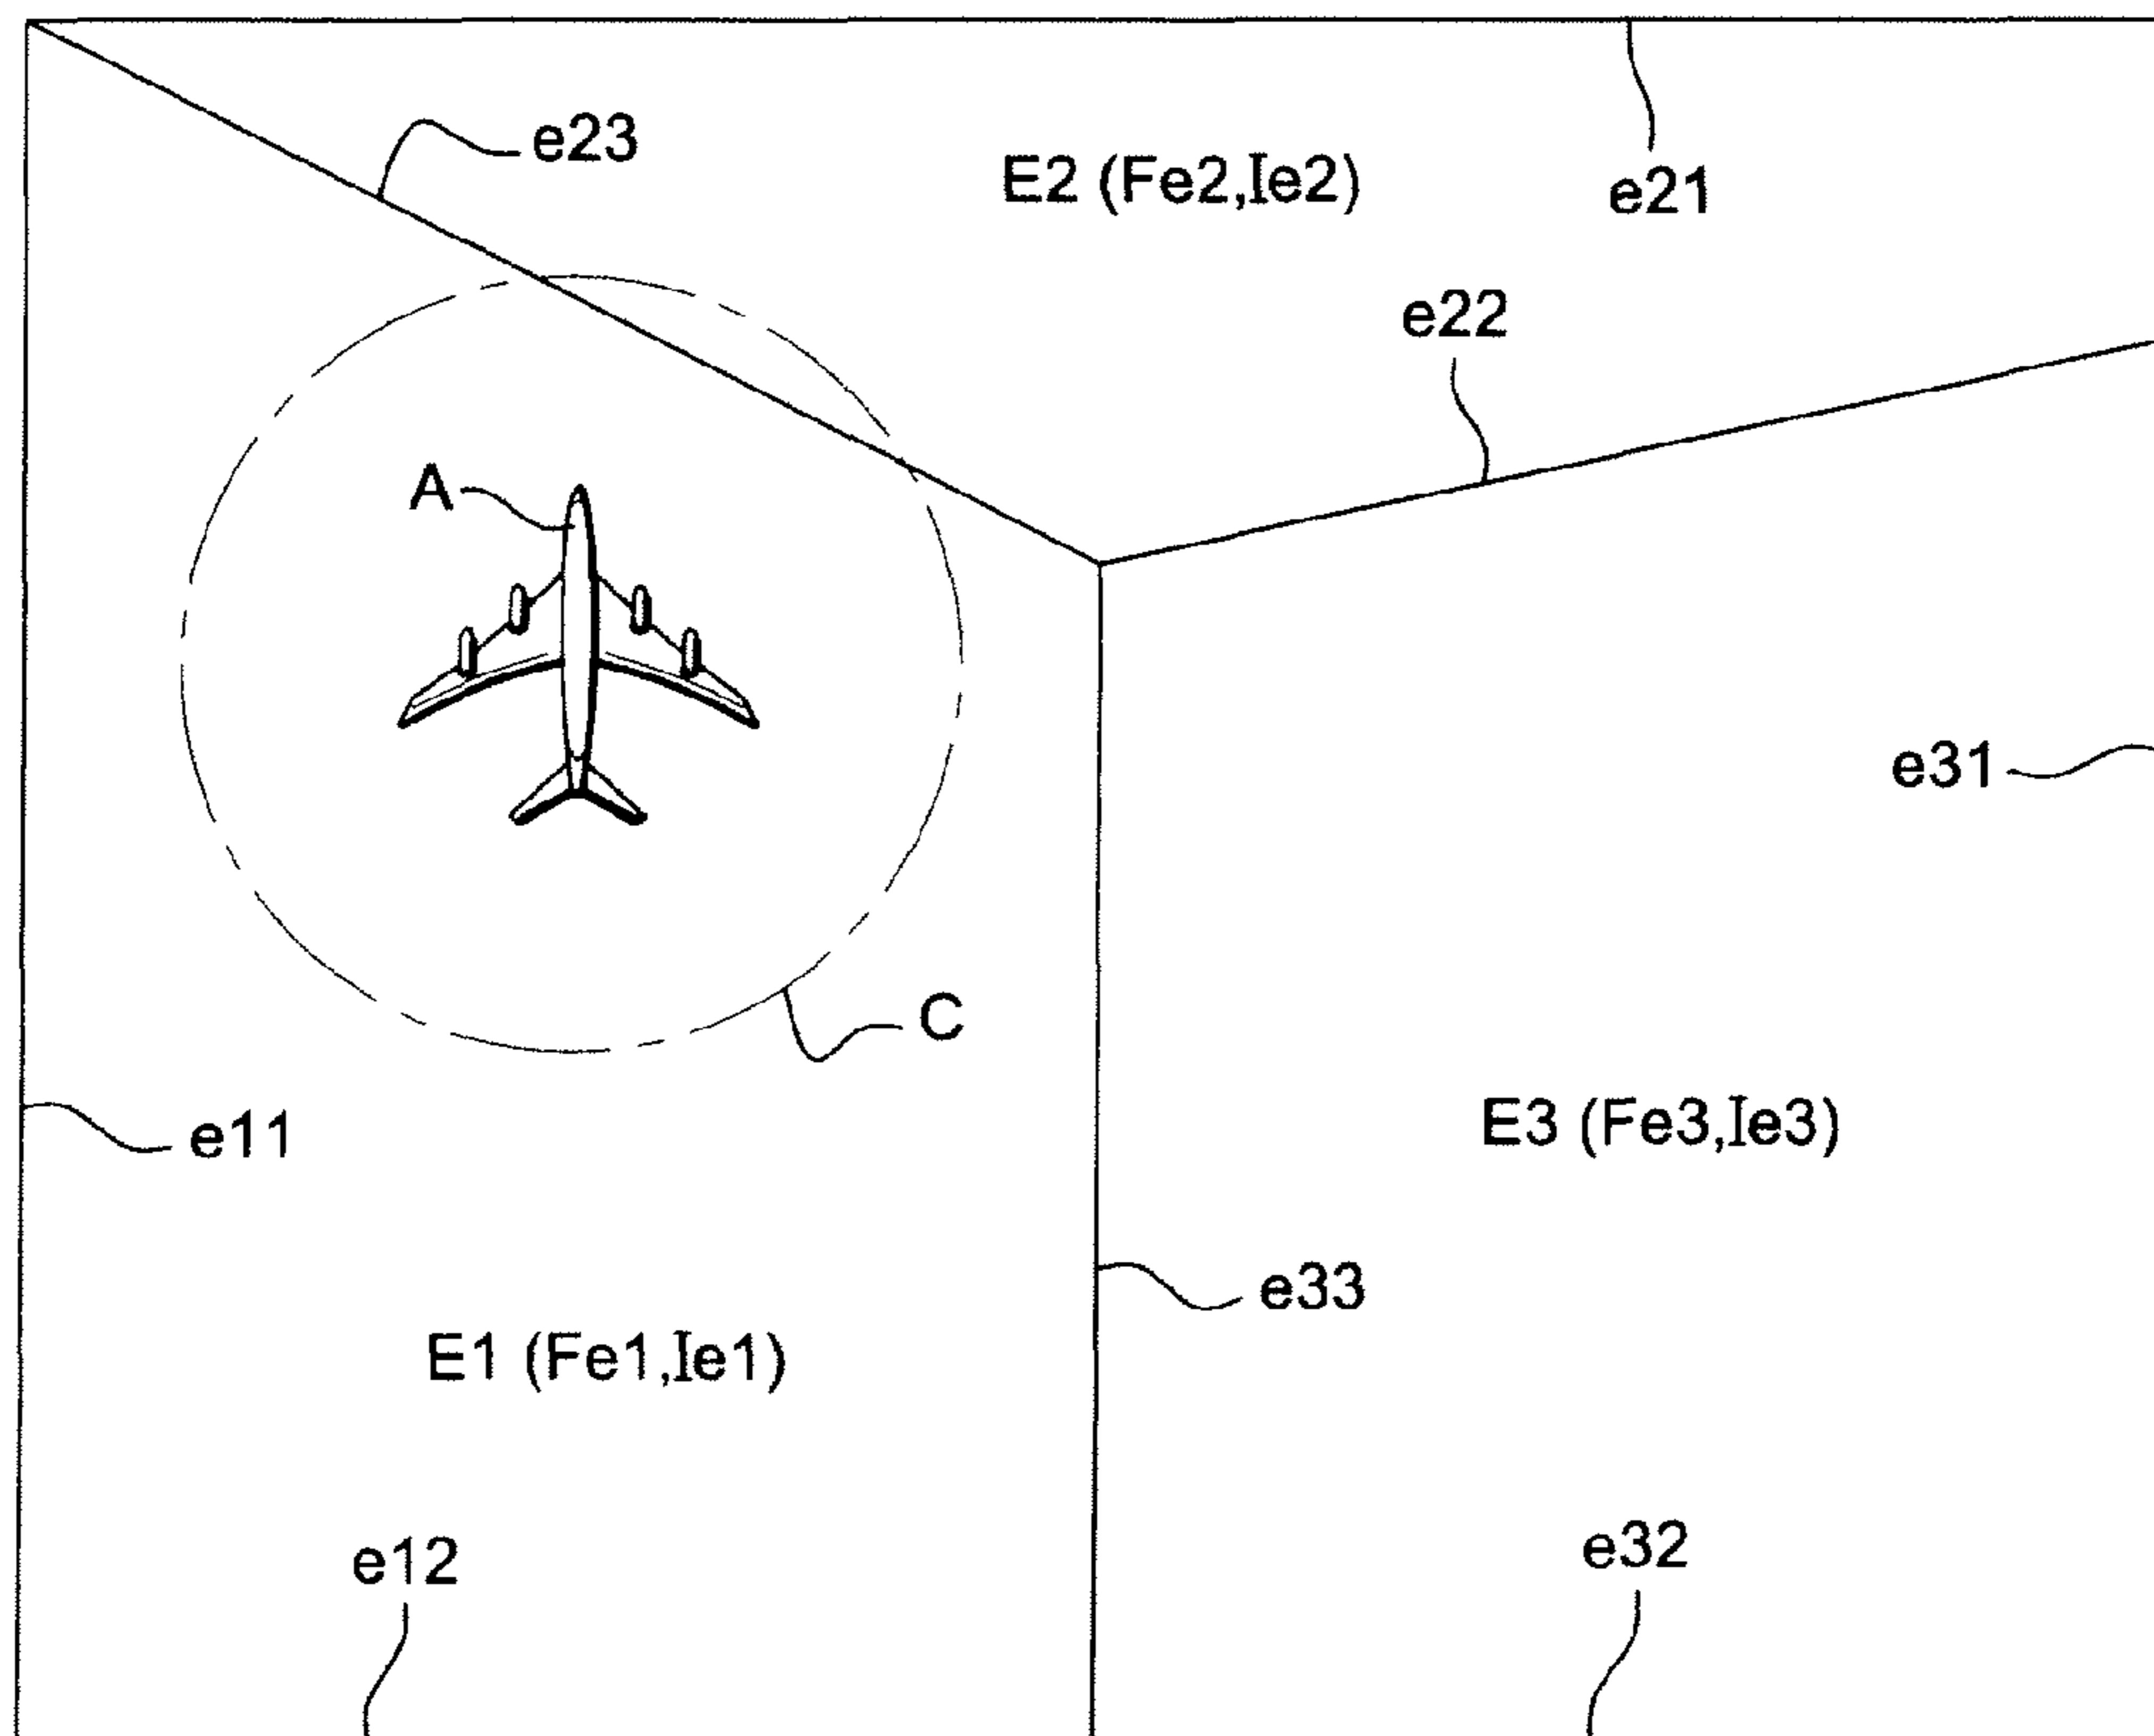 e23
E2 (Fe2,Ie2)
e21
e22
A
e31
C
E3 (Fe3,Ie3)
e11
e33
E1 (Fe1,Ie1)
e12
e32